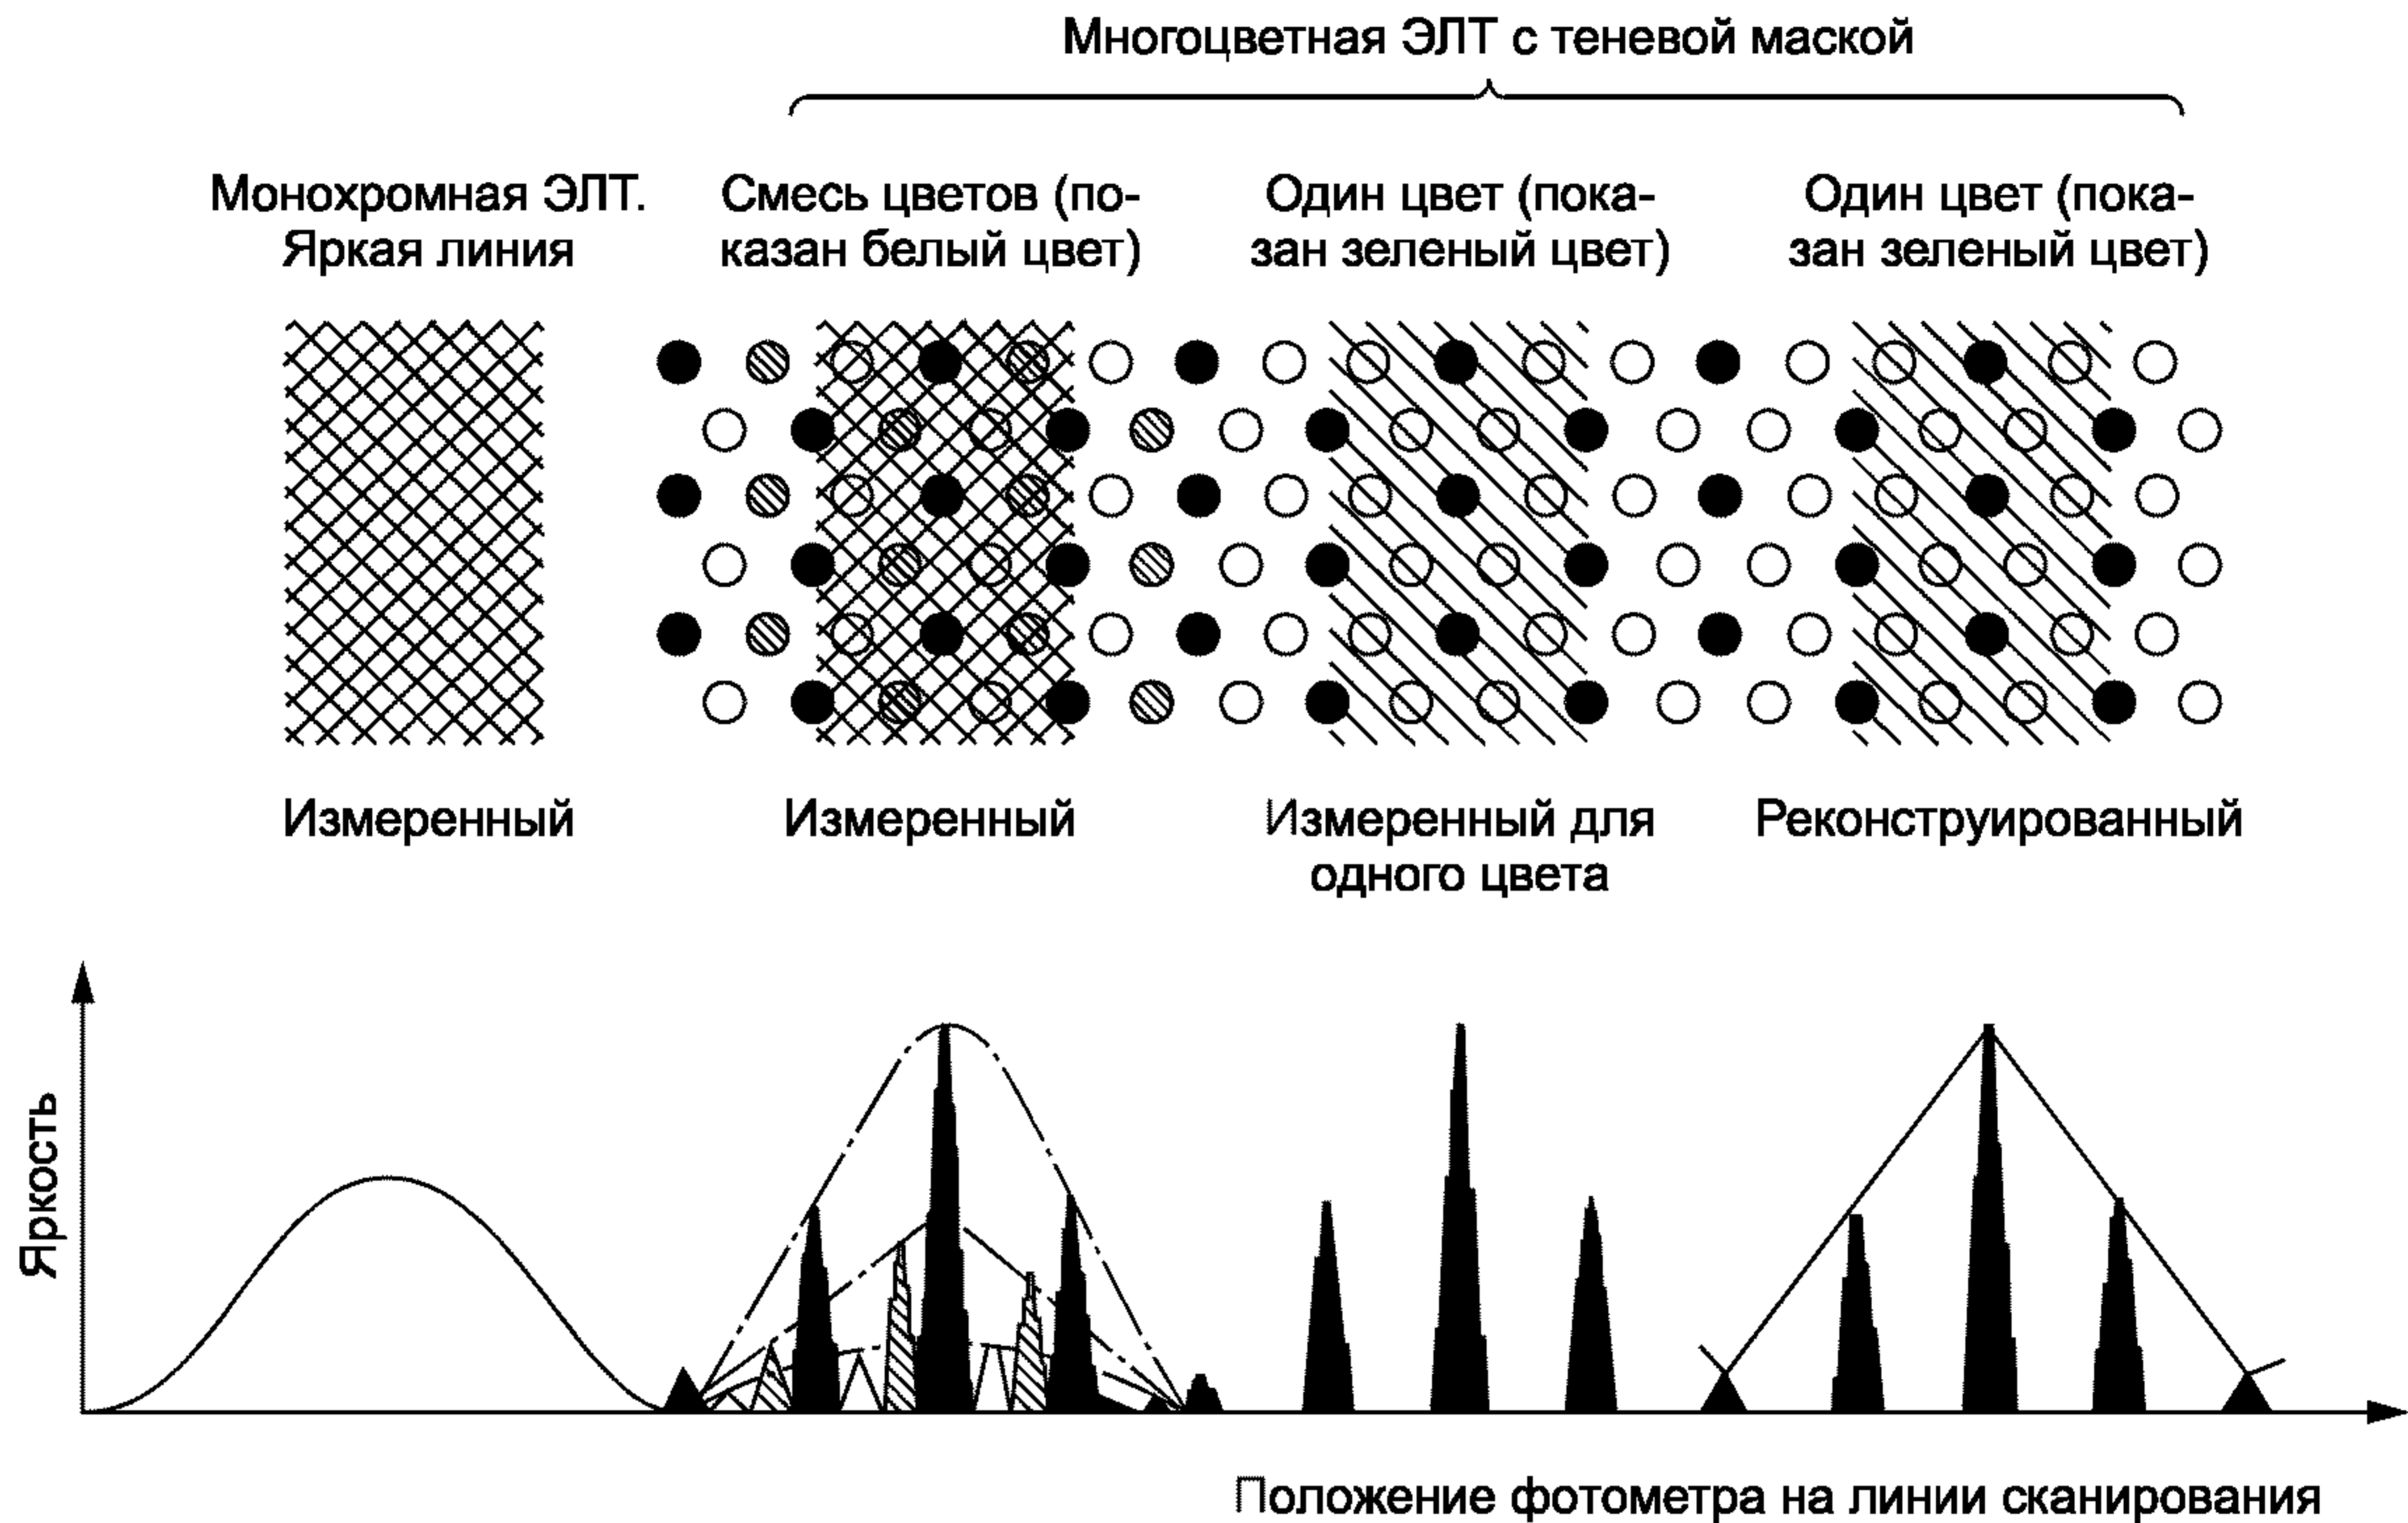 Многоцветная ЭЛТ с теневой маской
Монохромная ЭЛТ.
Яркая линия
Смесь цветов (по-
казан белый цвет)
Один цвет (пока-
зан зеленый цвет)
Один цвет (пока-
зан зеленый цвет)
Измеренный
Измеренный
Измеренный для
одного цвета
Реконструированный
Яркость
Положение фотометра на линии сканирования